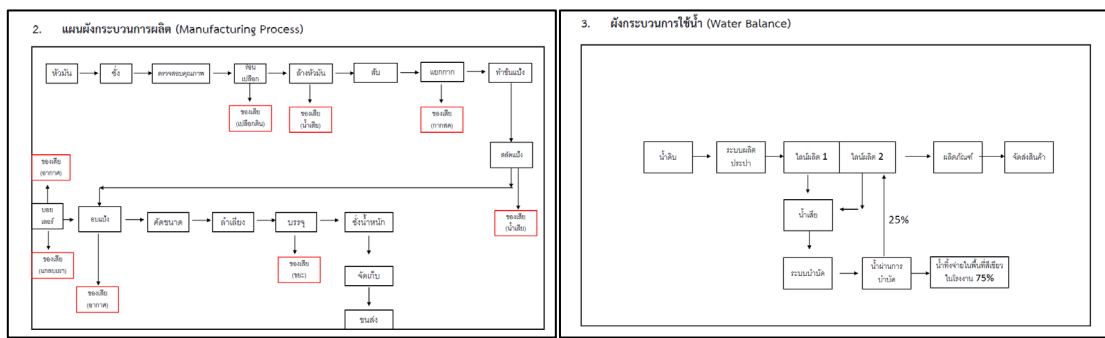 2. แผนผังกระบวนการผลิต (Manufacturing Process)
หัวมัน
ชั่ง
ตรวจสอบคุณภาพ
ร่อน
เปลือก
ล้างหัวมัน
สับ
แยกกาก
ทำข้นแป้ง
ของเสีย
(เปลือกดิน)
ของเสีย
(น้ำเสีย)
ของเสีย
(กากสด)
สลัดแป้ง
ของเสีย
(อากาศ)
บอย
เลอร์
อบแป้ง
คัดขนาด
ลำเลียง
บรรจุ
ชั่งน้ำหนัก
ของเสีย
(น้ำเสีย)
ของเสีย
(แกลบเผา)
ของเสีย
(อากาศ)
ของเสีย
(ขยะ)
จัดเก็บ
ขนส่ง
3. ผังกระบวนการใช้น้ำ (Water Balance)
น้ำดิบ
ระบบผลิต
ประปา
ไลน์ผลิต 1
ไลน์ผลิต 2
ผลิตภัณฑ์
จัดส่งสินค้า
น้ำเสีย
25%
ระบบบำบัด
น้ำผ่านการ
บำบัด
น้ำทิ้งจ่ายในพื้นที่สีเขียว
ในโรงงาน 75%